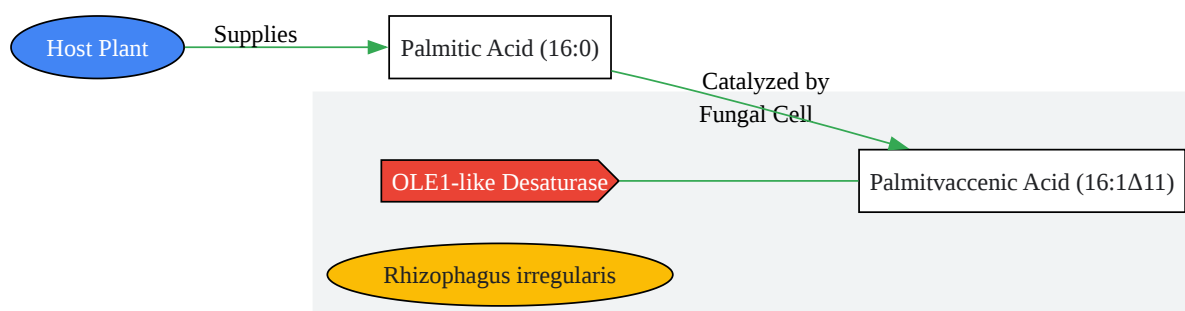 Host Plant
Supplies
Palmitic Acid (16:0)
Catalyzed by
Fungal Cell
OLE1-like Desaturase
Palmitvaccenic Acid (16:1Δ11)
Rhizophagus irregularis